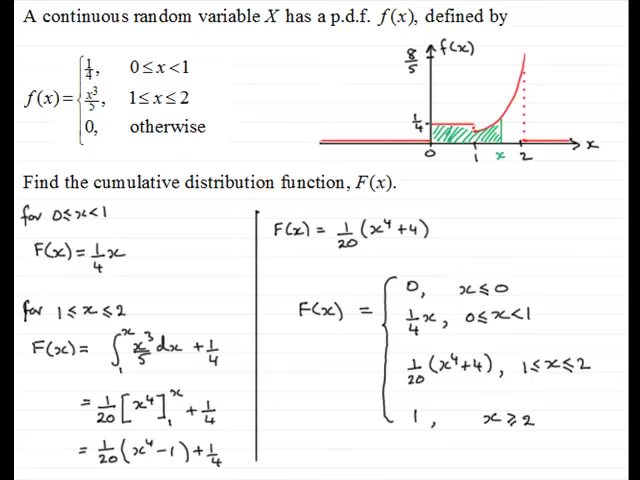 A continuous random variable X has a p.d.f. f(x), defined by
f(x) = { 1/4, 0 ≤ x < 1
x³/5, 1 ≤ x ≤ 2
0, otherwise
f(x)
8/5
1/4
0 1 x 2 x
Find the cumulative distribution function, F(x).
for 0 ≤ x < 1
F(x) = 1/4 x
for 1 ≤ x ≤ 2
F(x) = ∫₁ˣ x³/5 dx + 1/4
= 1/20 [x⁴]₁ˣ + 1/4
= 1/20 (x⁴ − 1) + 1/4
F(x) = 1/20 (x⁴ + 4)
F(x) = { 0, x ≤ 0
1/4 x, 0 ≤ x < 1
1/20 (x⁴ + 4), 1 ≤ x ≤ 2
1, x ≥ 2